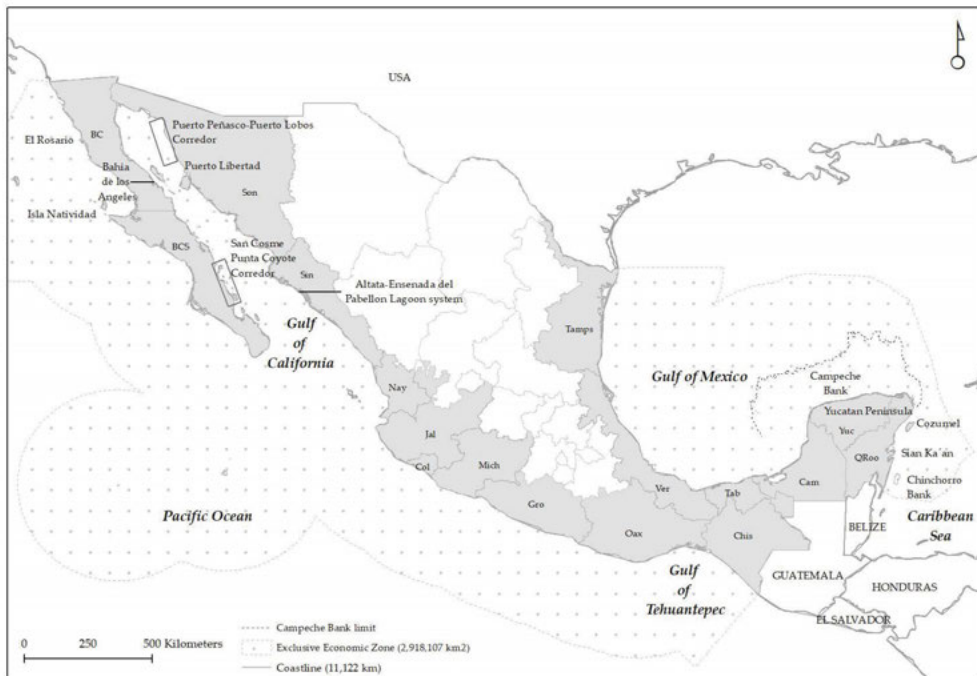 USA
BC
El Rosario
Puerto Peñasco-Puerto Lobos
Corredor
Bahia
de los
Angeles
Puerto Libertad
Son
Isla Natividad
BCS
San Cosme
Punta Coyote
Corredor
Sin
Altata-Ensenada del
Pabellon Lagoon system
Gulf
of
California
Tamps
Gulf of Mexico
Campeche
Bank
Nay
Yucatan Peninsula
Yuc
Cozumel
Jal
QRoo
Sian Ka´an
Col
Mich
Cam
Chinchorro
Bank
Ver
Tab
Gro
Pacific Ocean
Oax
Chis
BELIZE
Caribbean
Sea
Gulf
of
Tehuantepec
GUATEMALA
HONDURAS
EL SALVADOR
0 250 500 Kilometers
Campeche Bank limit
Exclusive Economic Zone (2,918,107 km2)
Coastline (11,122 km)